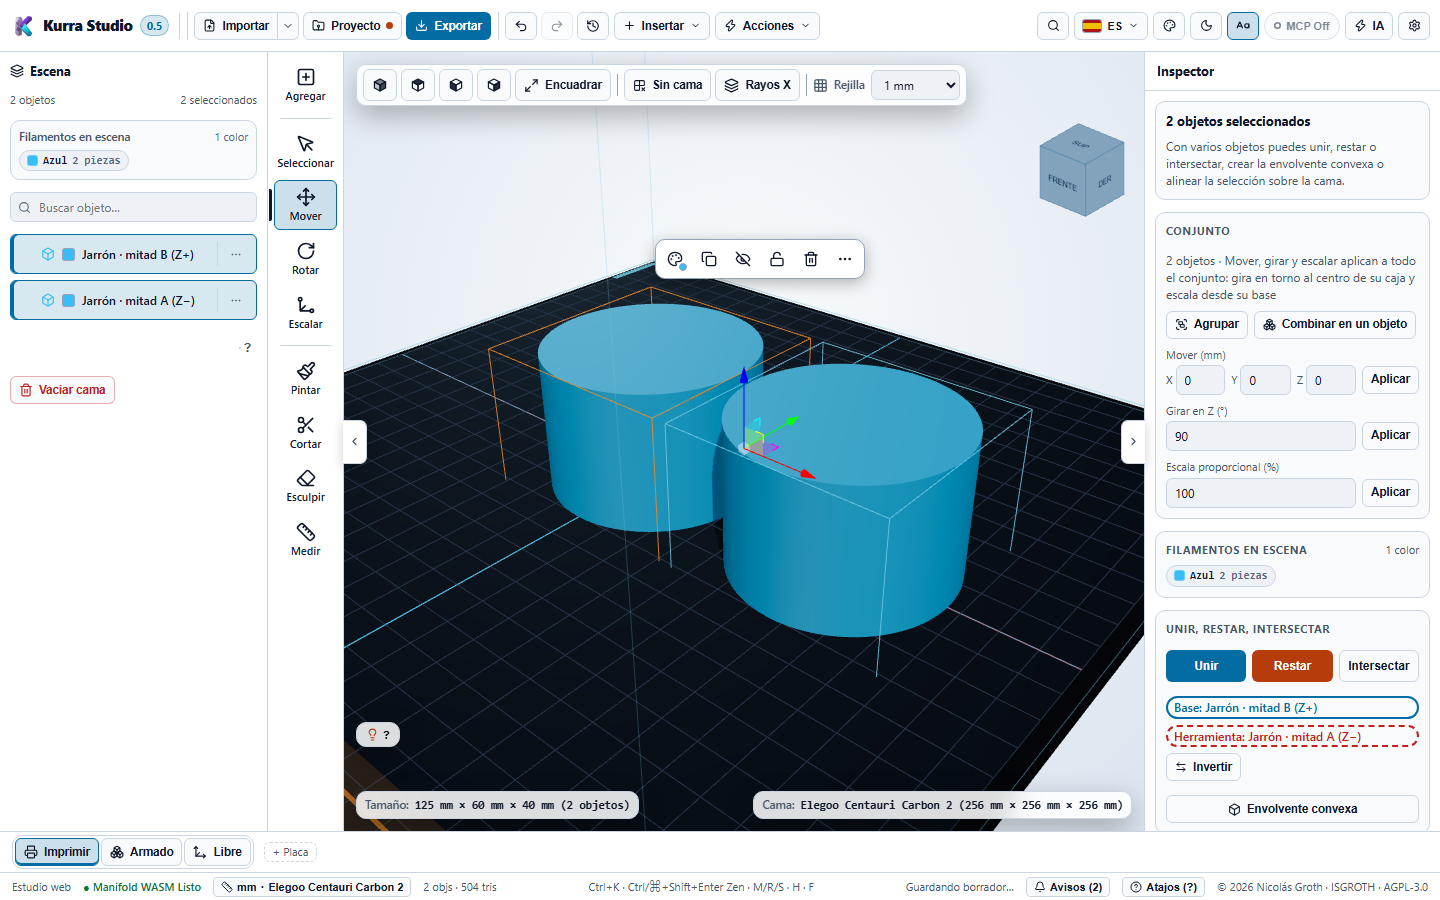 Kurra Studio 0.5 Importar Proyecto Exportar Insertar Acciones ES Aa MCP Off IA
Escena
2 objetos 2 seleccionados
Filamentos en escena 1 color
Azul 2 piezas
Buscar objeto...
Jarrón · mitad B (Z+) ...
Jarrón · mitad A (Z−) ...
· ?
Vaciar cama
Agregar
Seleccionar
Mover
Rotar
Escalar
Pintar
Cortar
Esculpir
Medir
Encuadrar Sin cama Rayos X Rejilla 1 mm
SUP
FRENTE DER
?
Tamaño: 125 mm × 60 mm × 40 mm (2 objetos)
Cama: Elegoo Centauri Carbon 2 (256 mm × 256 mm × 256 mm)
Inspector
2 objetos seleccionados
Con varios objetos puedes unir, restar o
intersectar, crear la envolvente convexa o
alinear la selección sobre la cama.
CONJUNTO
2 objetos · Mover, girar y escalar aplican a todo
el conjunto: gira en torno al centro de su caja y
escala desde su base
Agrupar Combinar en un objeto
Mover (mm)
X 0 Y 0 Z 0 Aplicar
Girar en Z (°)
90 Aplicar
Escala proporcional (%)
100 Aplicar
FILAMENTOS EN ESCENA 1 color
Azul 2 piezas
UNIR, RESTAR, INTERSECTAR
Unir Restar Intersectar
Base: Jarrón · mitad B (Z+)
Herramienta: Jarrón · mitad A (Z−)
Invertir
Envolvente convexa
Imprimir Armado Libre + Placa
Estudio web ● Manifold WASM Listo mm · Elegoo Centauri Carbon 2 2 objs · 504 tris Ctrl+K · Ctrl/⌘+Shift+Enter Zen · M/R/S · H · F Guardando borrador... Avisos (2) Atajos (?) © 2026 Nicolás Groth · ISGROTH · AGPL-3.0